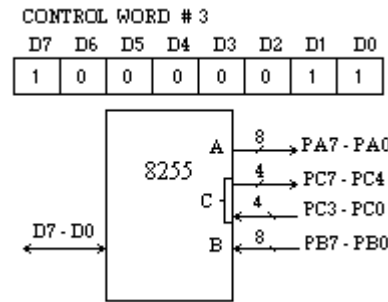 CONTROL WORD # 3
D7 D6 D5 D4 D3 D2 D1 D0
1 0 0 0 0 0 1 1
A 8 PA7 - PA0
8255 4 PC7 - PC4
C 4 PC3 - PC0
D7 - D0 B 8 PB7 - PB0